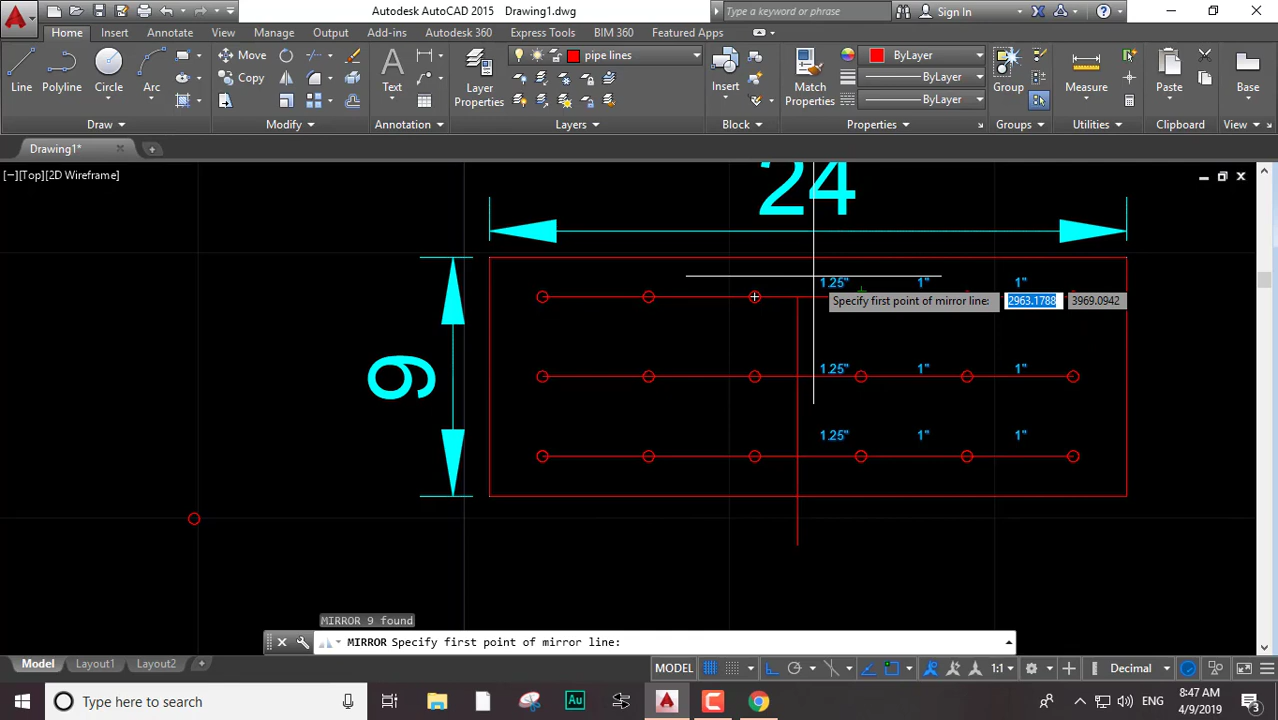 Autodesk AutoCAD 2015 Drawing1.dwg
Type a keyword or phrase
Sign In
Home Insert Annotate View Manage Output Add-ins Autodesk 360 Express Tools BIM 360 Featured Apps
Move
Copy
Line Polyline Circle Arc
Text
Layer
Properties
pipe lines
Insert
Match
Properties
ByLayer
ByLayer
ByLayer
Group
Measure
Paste
Base
Draw Modify Annotation Layers Block Properties Groups Utilities Clipboard View
Drawing1*
[−][Top][2D Wireframe]
24
1.25" 1" 1"
Specify first point of mirror line: 2963.1788 3969.0942
9
1.25" 1" 1"
1.25" 1" 1"
MIRROR 9 found
MIRROR Specify first point of mirror line:
Model Layout1 Layout2
MODEL
1:1
Decimal
Type here to search
Au
ENG
8:47 AM
4/9/2019
3